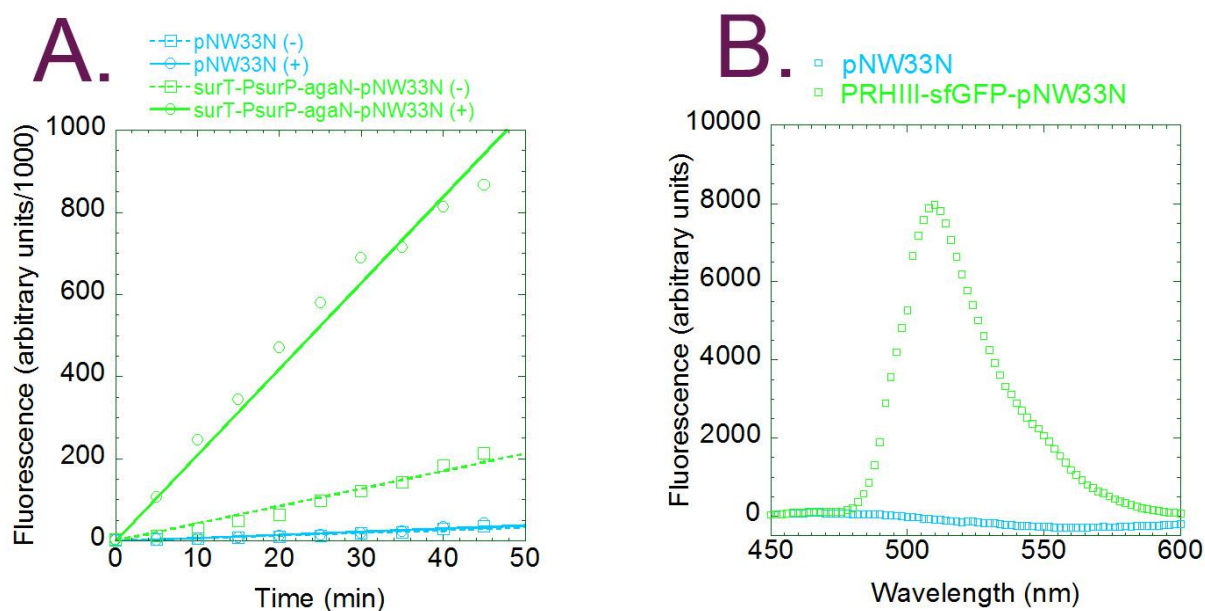 A.
pNW33N (-)
pNW33N (+)
surT-PsurP-agaN-pNW33N (-)
surT-PsurP-agaN-pNW33N (+)
1000
800
600
400
200
0
Fluorescence (arbitrary units/1000)
0 10 20 30 40 50
Time (min)
B.
pNW33N
PRHIII-sfGFP-pNW33N
10000
8000
6000
4000
2000
0
Fluorescence (arbitrary units)
450 500 550 600
Wavelength (nm)